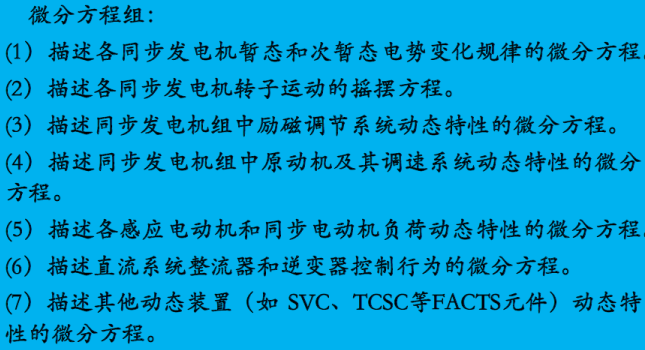 微分方程组：
(1) 描述各同步发电机暂态和次暂态电势变化规律的微分方程
(2) 描述各同步发电机转子运动的摇摆方程。
(3) 描述同步发电机组中励磁调节系统动态特性的微分方程。
(4) 描述同步发电机组中原动机及其调速系统动态特性的微分
方程。
(5) 描述各感应电动机和同步电动机负荷动态特性的微分方程
(6) 描述直流系统整流器和逆变器控制行为的微分方程。
(7) 描述其他动态装置（如 SVC、TCSC等FACTS元件）动态特
性的微分方程。